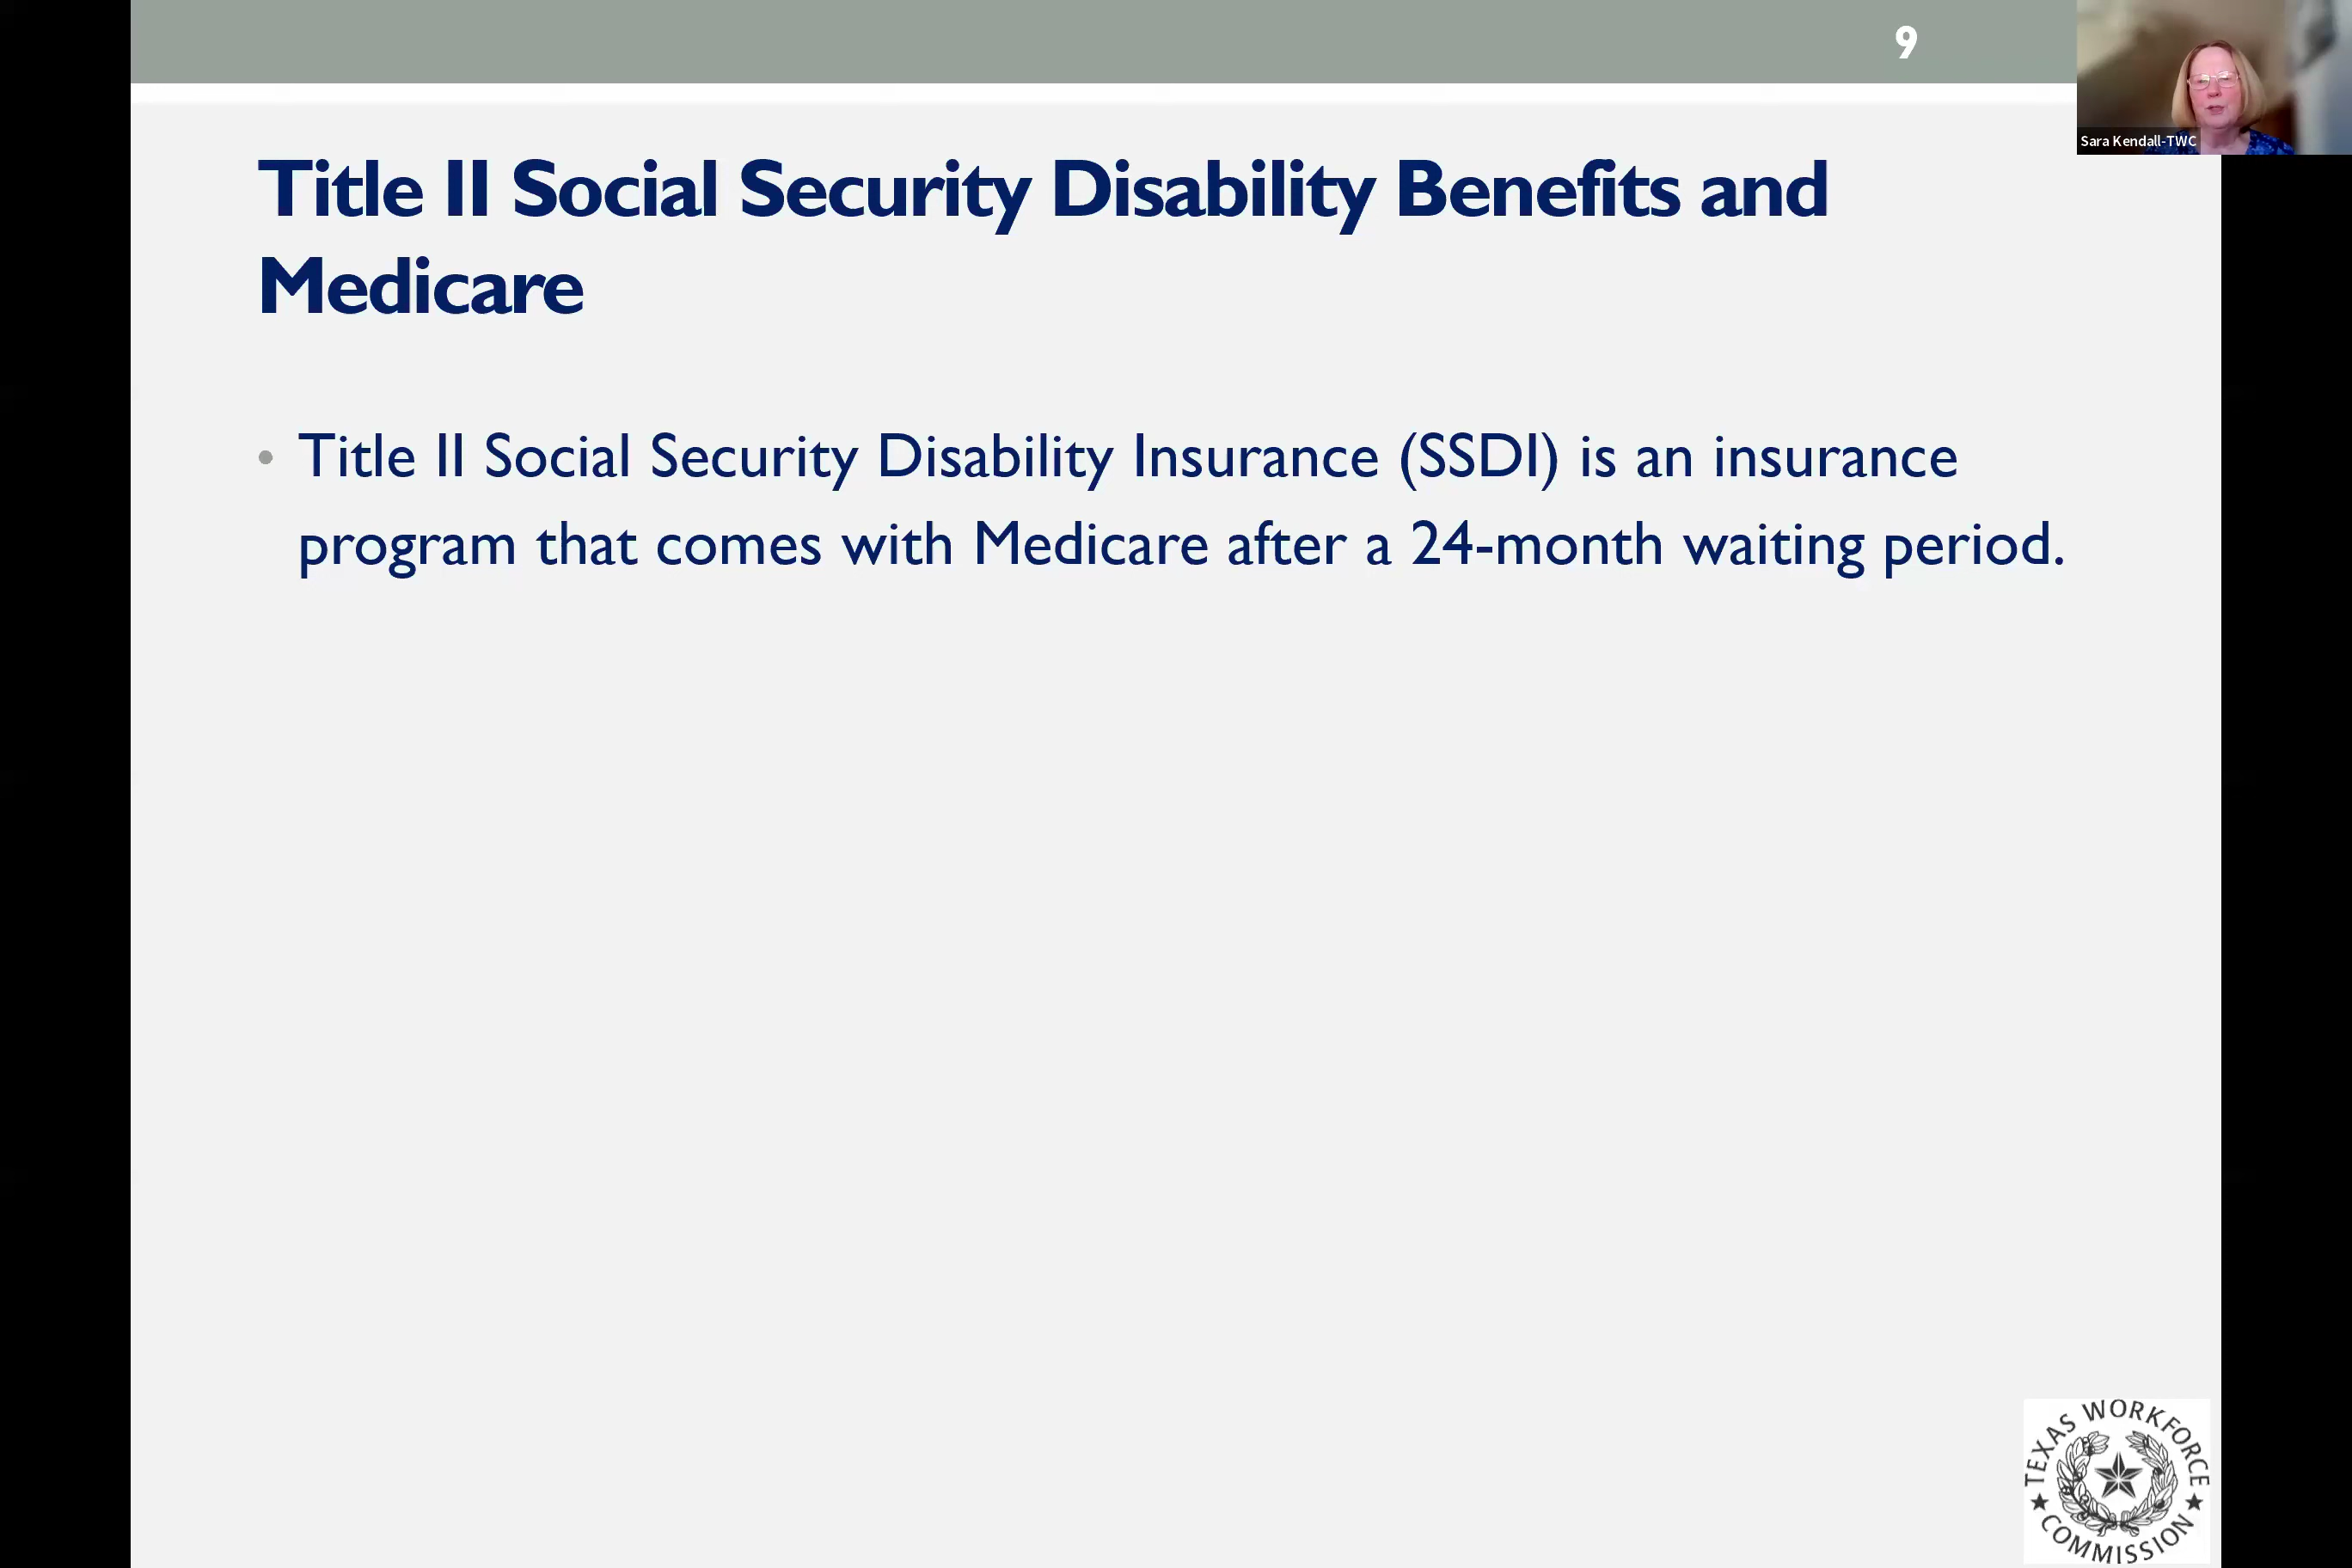 9
Sara Kendall-TWC
Title II Social Security Disability Benefits and
Medicare
• Title II Social Security Disability Insurance (SSDI) is an insurance
program that comes with Medicare after a 24-month waiting period.
TEXAS WORKFORCE
COMMISSION